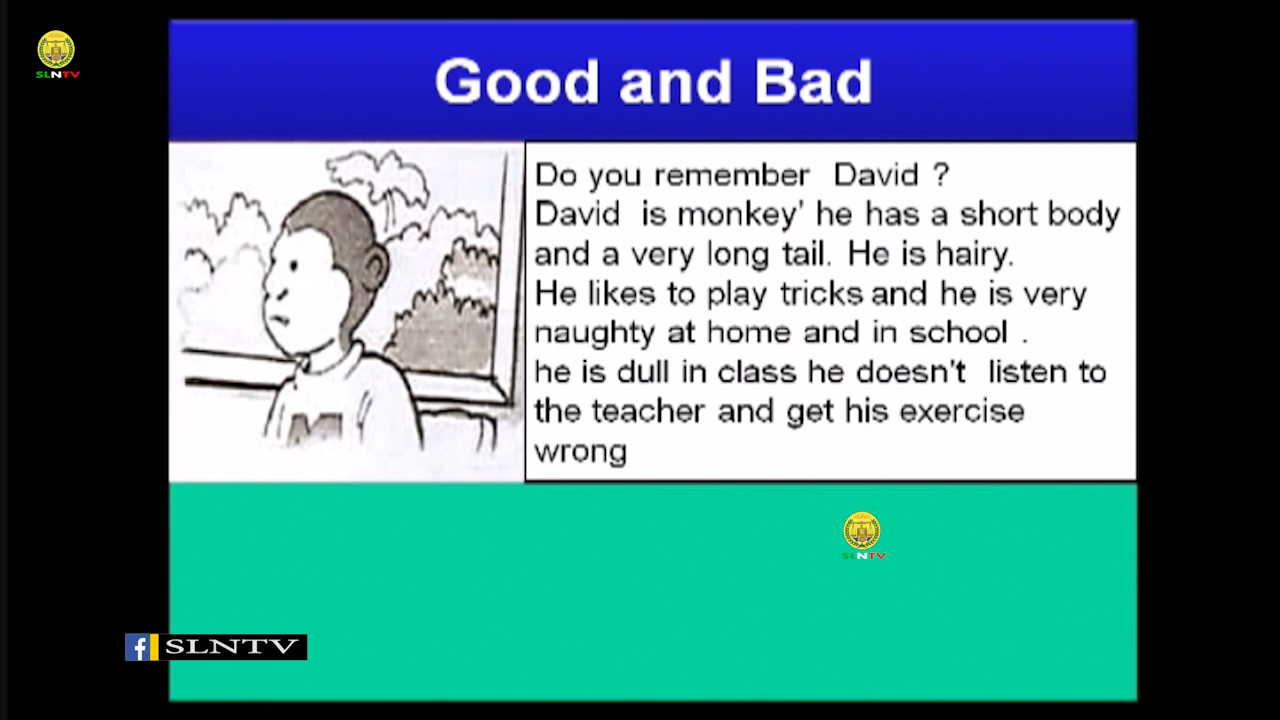 SLNTV
Good and Bad
Do you remember David ?
David is monkey' he has a short body
and a very long tail. He is hairy.
He likes to play tricks and he is very
naughty at home and in school .
he is dull in class he doesn't listen to
the teacher and get his exercise
wrong
M
SLNTV
f SLNTV